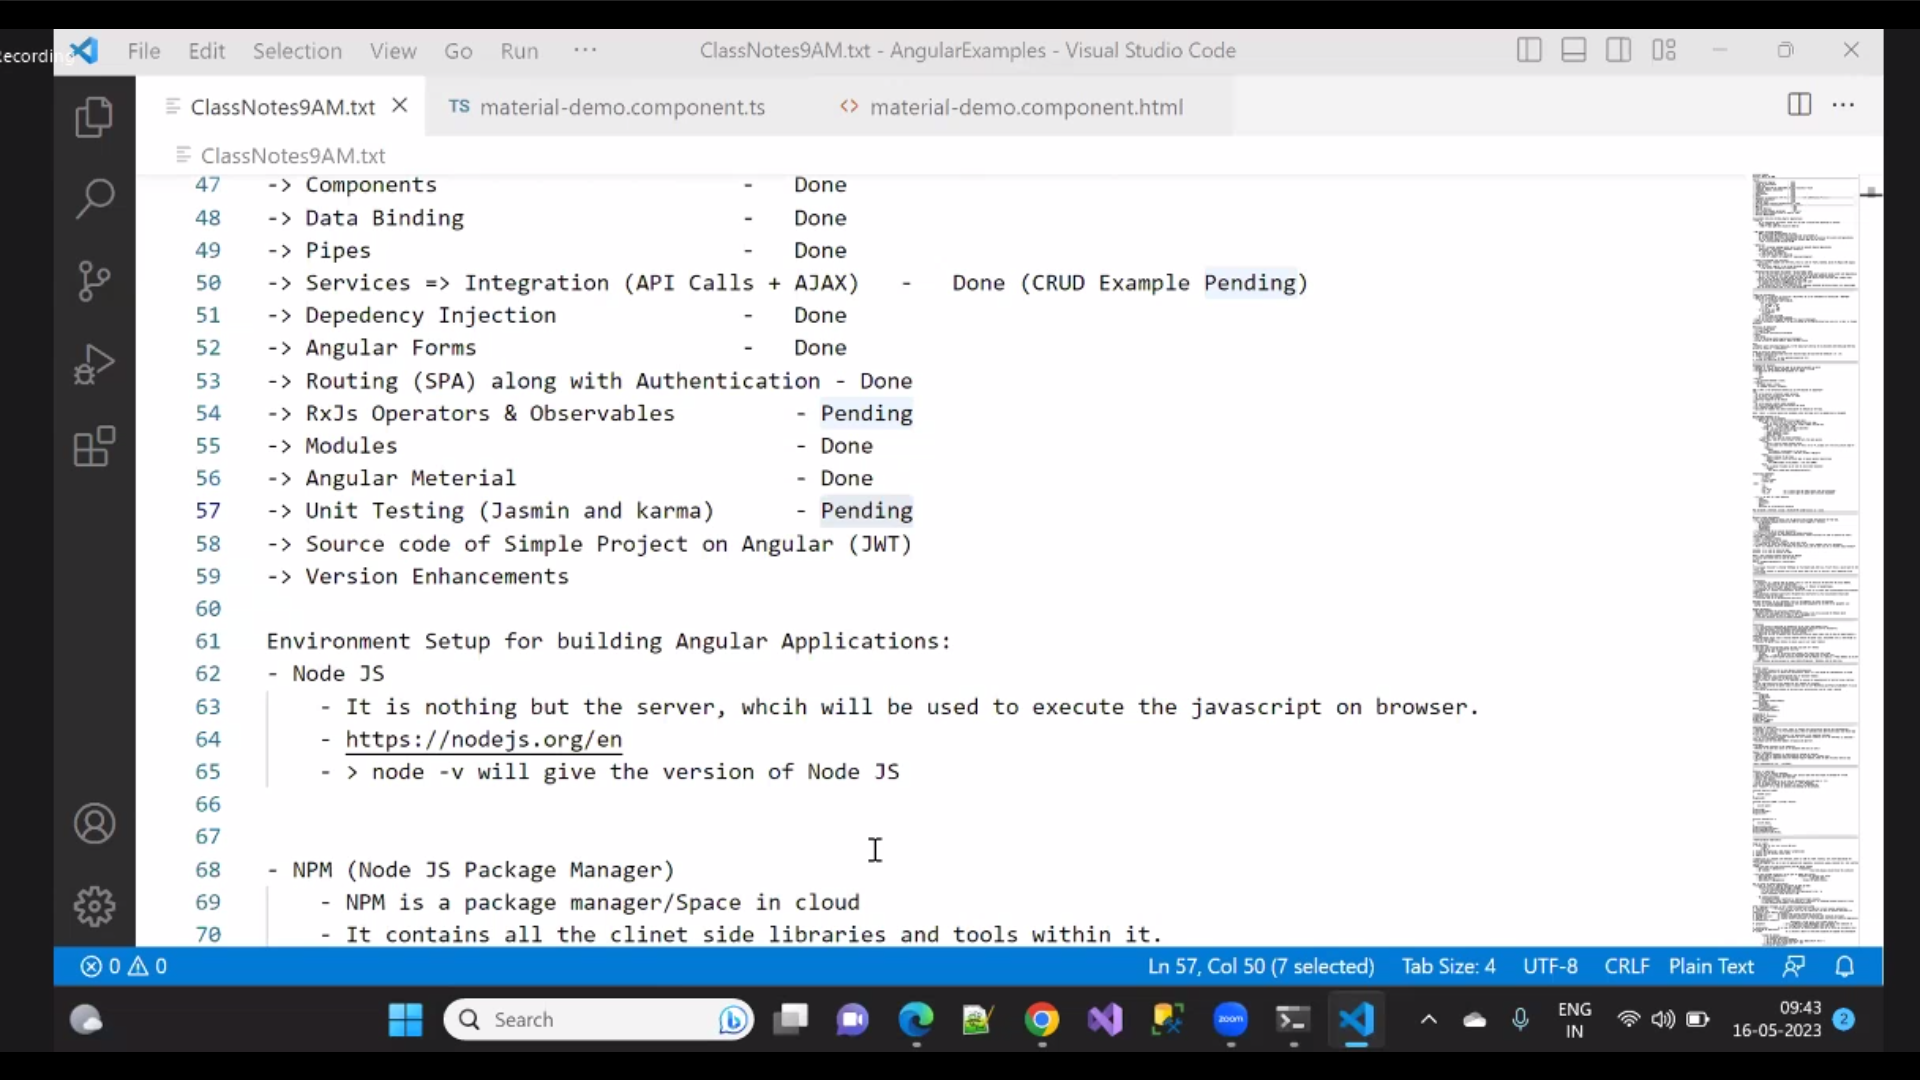 ecording
File Edit Selection View Go Run ··· ClassNotes9AM.txt - AngularExamples - Visual Studio Code
ClassNotes9AM.txt TS material-demo.component.ts <> material-demo.component.html
ClassNotes9AM.txt
47 -> Components - Done
48 -> Data Binding - Done
49 -> Pipes - Done
50 -> Services => Integration (API Calls + AJAX) - Done (CRUD Example Pending)
51 -> Depedency Injection - Done
52 -> Angular Forms - Done
53 -> Routing (SPA) along with Authentication - Done
54 -> RxJs Operators & Observables - Pending
55 -> Modules - Done
56 -> Angular Meterial - Done
57 -> Unit Testing (Jasmin and karma) - Pending
58 -> Source code of Simple Project on Angular (JWT)
59 -> Version Enhancements
60
61 Environment Setup for building Angular Applications:
62 - Node JS
63 - It is nothing but the server, whcih will be used to execute the javascript on browser.
64 - https://nodejs.org/en
65 - > node -v will give the version of Node JS
66
67
68 - NPM (Node JS Package Manager)
69 - NPM is a package manager/Space in cloud
70 - It contains all the clinet side libraries and tools within it.
0 0 Ln 57, Col 50 (7 selected) Tab Size: 4 UTF-8 CRLF Plain Text
Search zoom ENG IN 09:43 16-05-2023 2